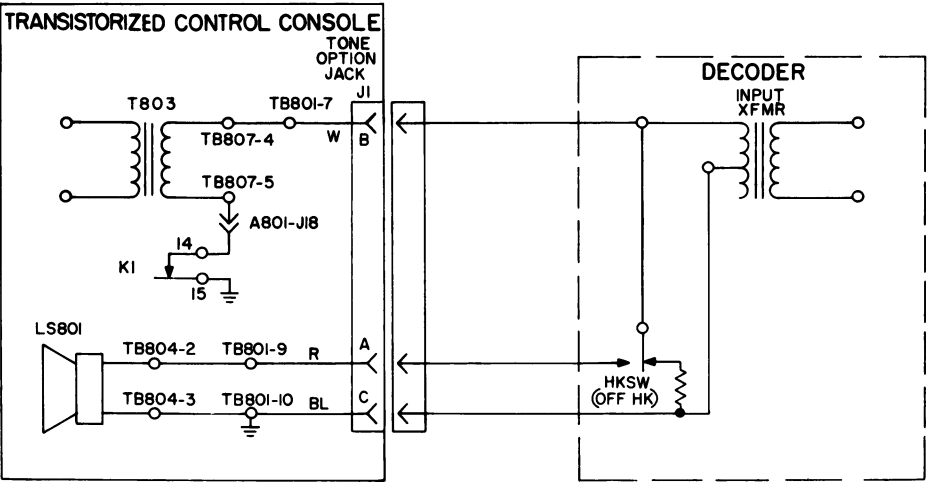 TRANSISTORIZED CONTROL CONSOLE
TONE
OPTION
JACK
J1
DECODER
INPUT
XFMR
T803
TB801-7
TB807-4
W
B
TB807-5
A801-J18
14
K1
15
LS801
TB804-2
TB801-9
R
A
TB804-3
TB801-10
BL
C
HKSW
(OFF HK)